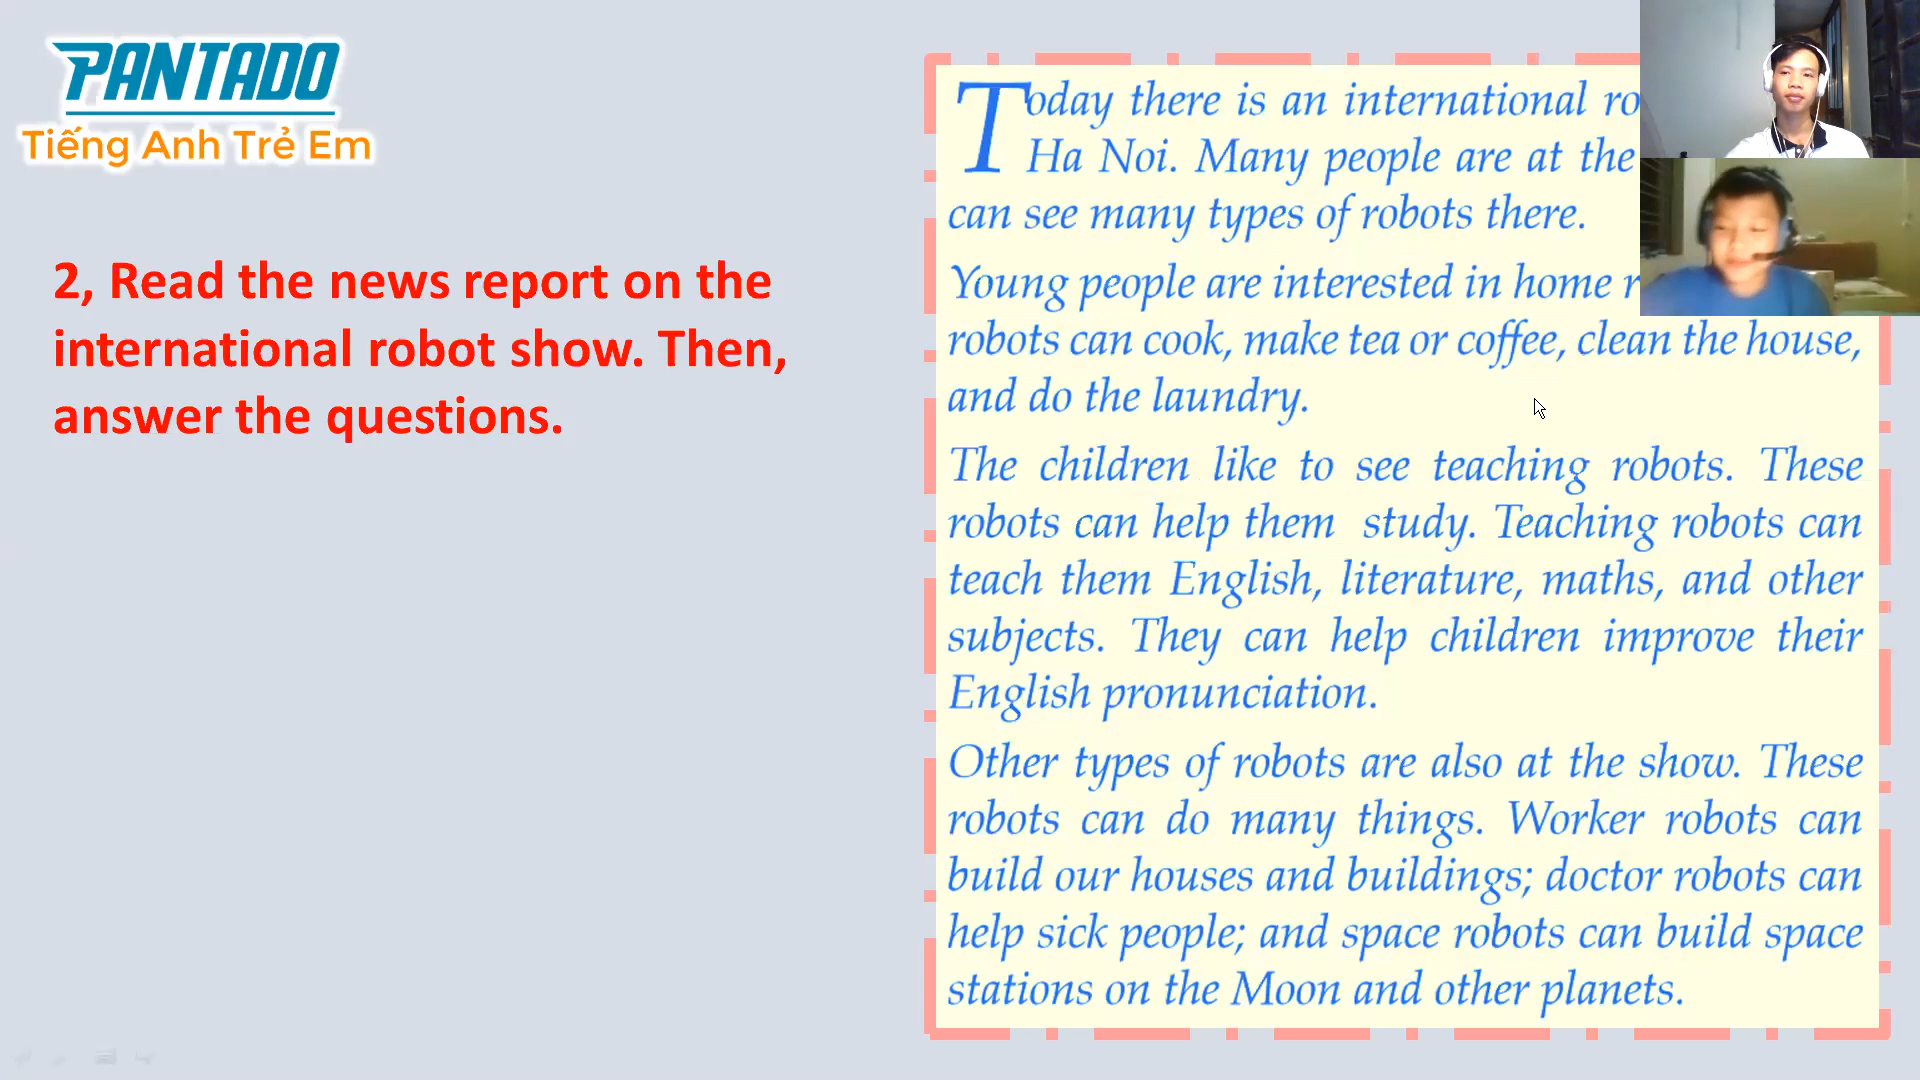 PANTADO
Tiếng Anh Trẻ Em
2, Read the news report on the
international robot show. Then,
answer the questions.
Today there is an international
Ha Noi. Many people are at the
can see many types of robots there.
Young people are interested in home
robots can cook, make tea or coffee, clean the house,
and do the laundry.
The children like to see teaching robots. These
robots can help them study. Teaching robots can
teach them English, literature, maths, and other
subjects. They can help children improve their
English pronunciation.
Other types of robots are also at the show. These
robots can do many things. Worker robots can
build our houses and buildings; doctor robots can
help sick people; and space robots can build space
stations on the Moon and other planets.